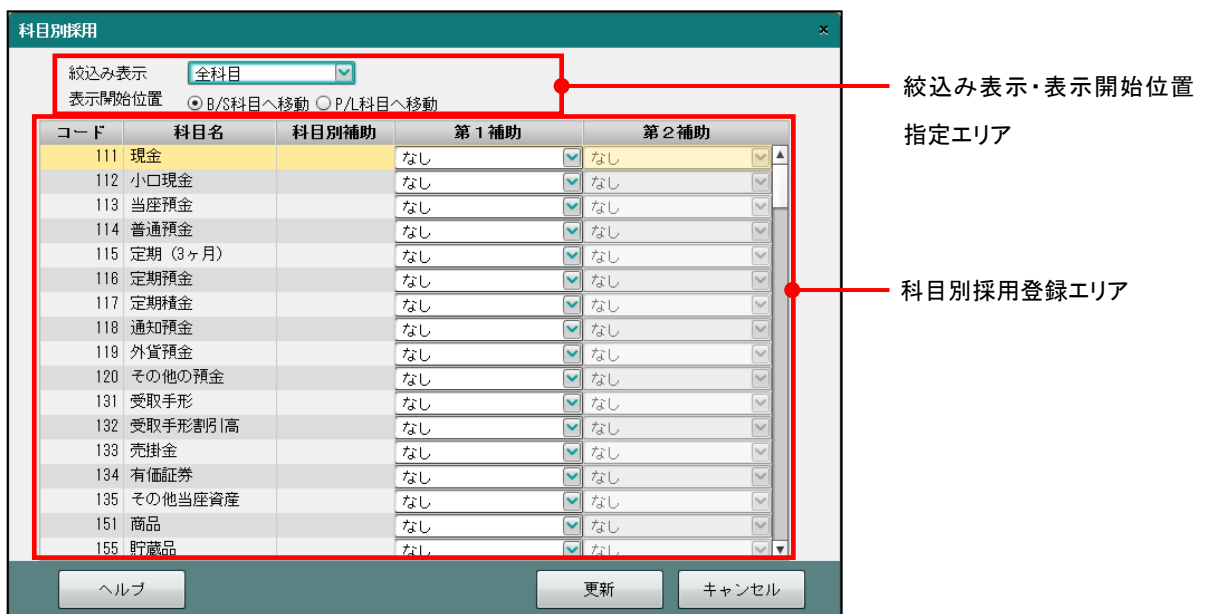 科目別採用 ×
絞込み表示 全科目
表示開始位置 B/S科目へ移動 P/L科目へ移動
絞込み表示・表示開始位置
指定エリア
コード 科目名 科目別補助 第1補助 第2補助
111 現金 なし なし
112 小口現金 なし なし
113 当座預金 なし なし
114 普通預金 なし なし
115 定期(3ヶ月) なし なし
116 定期預金 なし なし
117 定期積金 なし なし
科目別採用登録エリア
118 通知預金 なし なし
119 外貨預金 なし なし
120 その他の預金 なし なし
131 受取手形 なし なし
132 受取手形割引高 なし なし
133 売掛金 なし なし
134 有価証券 なし なし
135 その他当座資産 なし なし
151 商品 なし なし
155 貯蔵品 なし なし
ヘルプ 更新 キャンセル